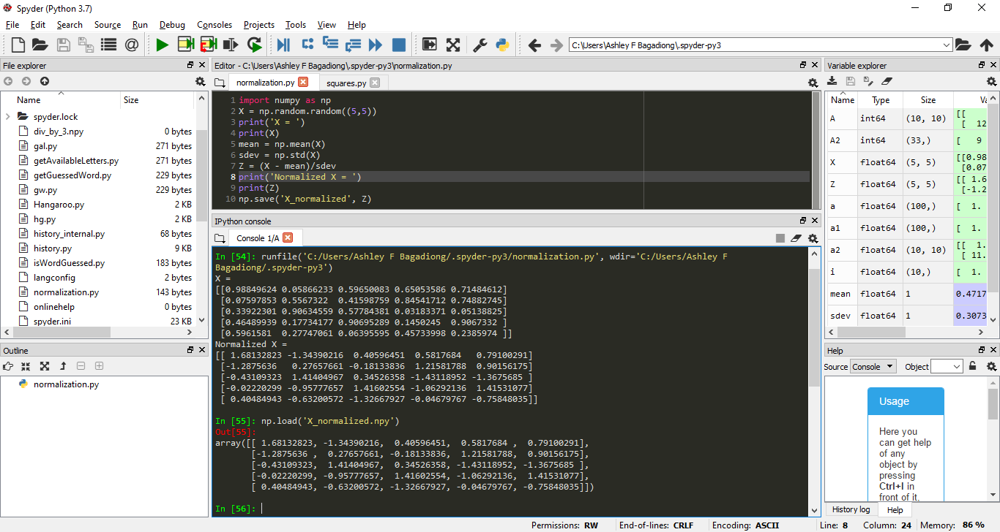 Spyder (Python 3.7)
File Edit Search Source Run Debug Consoles Projects Tools View Help
C:\Users\Ashley F Bagadiong\.spyder-py3
File explorer
Name Size
spyder.lock
div_by_3.npy 0 bytes
gal.py 271 bytes
getAvailableLetters.py 271 bytes
getGuessedWord.py 229 bytes
gw.py 229 bytes
Hangaroo.py 2 KB
hg.py 2 KB
history_internal.py 68 bytes
history.py 9 KB
isWordGuessed.py 183 bytes
langconfig 2 bytes
normalization.py 143 bytes
onlinehelp 0 bytes
spyder.ini 23 KB
Outline
normalization.py
Editor - C:\Users\Ashley F Bagadiong\.spyder-py3\normalization.py
normalization.py squares.py
1 import numpy as np
2 X = np.random.random((5,5))
3 print('X = ')
4 print(X)
5 mean = np.mean(X)
6 sdev = np.std(X)
7 Z = (X - mean)/sdev
8 print('Normalized X = ')
9 print(Z)
10 np.save('X_normalized', Z)
IPython console
Console 1/A
In [54]: runfile('C:/Users/Ashley F Bagadiong/.spyder-py3/normalization.py', wdir='C:/Users/Ashley F
Bagadiong/.spyder-py3')
X =
[[0.98849624 0.05866233 0.59650083 0.65053586 0.71484612]
[0.07597853 0.5567322 0.41598759 0.84541712 0.74882745]
[0.33922301 0.90634559 0.57784381 0.03183371 0.05138825]
[0.46489939 0.17734177 0.90695289 0.1450245 0.9067332 ]
[0.5961581 0.27747061 0.06395595 0.45733998 0.2385974 ]]
Normalized X =
[[ 1.68132823 -1.34390216 0.40596451 0.5817684 0.79100291]
[-1.2875636 0.27657661 -0.18133836 1.21581788 0.90156175]
[-0.43109323 1.41404967 0.34526358 -1.43118952 -1.3675685 ]
[-0.02220299 -0.95777657 1.41602554 -1.06292136 1.41531077]
[ 0.40484943 -0.63200572 -1.32667927 -0.04679767 -0.75848035]]
In [55]: np.load('X_normalized.npy')
Out[55]:
array([[ 1.68132823, -1.34390216, 0.40596451, 0.5817684 , 0.79100291],
[-1.2875636 , 0.27657661, -0.18133836, 1.21581788, 0.90156175],
[-0.43109323, 1.41404967, 0.34526358, -1.43118952, -1.3675685 ],
[-0.02220299, -0.95777657, 1.41602554, -1.06292136, 1.41531077],
[ 0.40484943, -0.63200572, -1.32667927, -0.04679767, -0.75848035]])
In [56]:
Variable explorer
Name Type Size Va
A int64 (10, 10) [[
[ 12
A2 int64 (33,) [ 9
X float64 (5, 5) [[0.98
[0.07
Z float64 (5, 5) [[ 1.6
[-1.2
a float64 (100,) [ 1.
a1 float64 (100,) [ 1.
a2 float64 (10, 10) [[ 1.
[ 11.
i float64 (10,) [ 1.
mean float64 1 0.4717
sdev float64 1 0.3073
Help
Source Console Object
Usage
Here you
can get help
of any
object by
pressing
Ctrl+I in
front of it,
History log Help
Permissions: RW End-of-lines: CRLF Encoding: ASCII Line: 8 Column: 24 Memory: 86 %